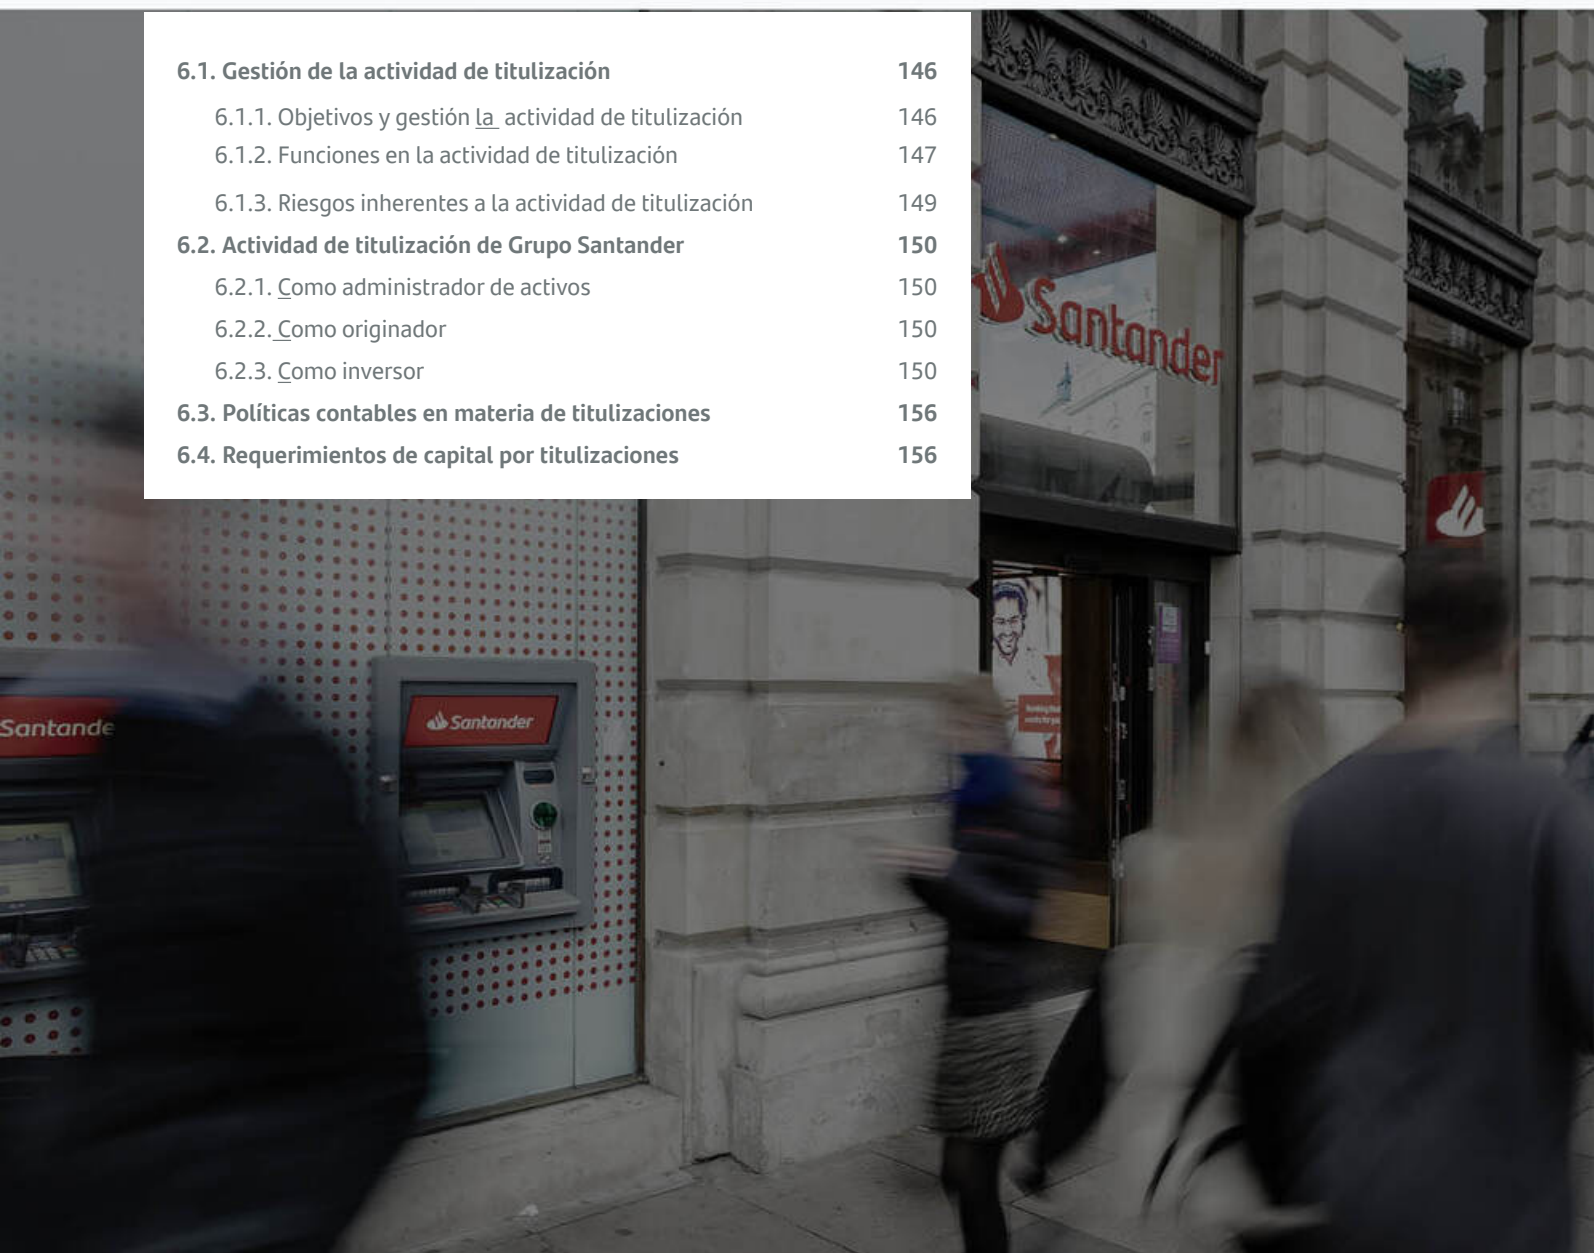 6.1. Gestión de la actividad de titulización 146
6.1.1. Objetivos y gestión la actividad de titulización 146
6.1.2. Funciones en la actividad de titulización 147
6.1.3. Riesgos inherentes a la actividad de titulización 149
6.2. Actividad de titulización de Grupo Santander 150
6.2.1. Como administrador de activos 150
6.2.2. Como originador 150
6.2.3. Como inversor 150
6.3. Políticas contables en materia de titulizaciones 156
6.4. Requerimientos de capital por titulizaciones 156
Santander
Santande
Santander